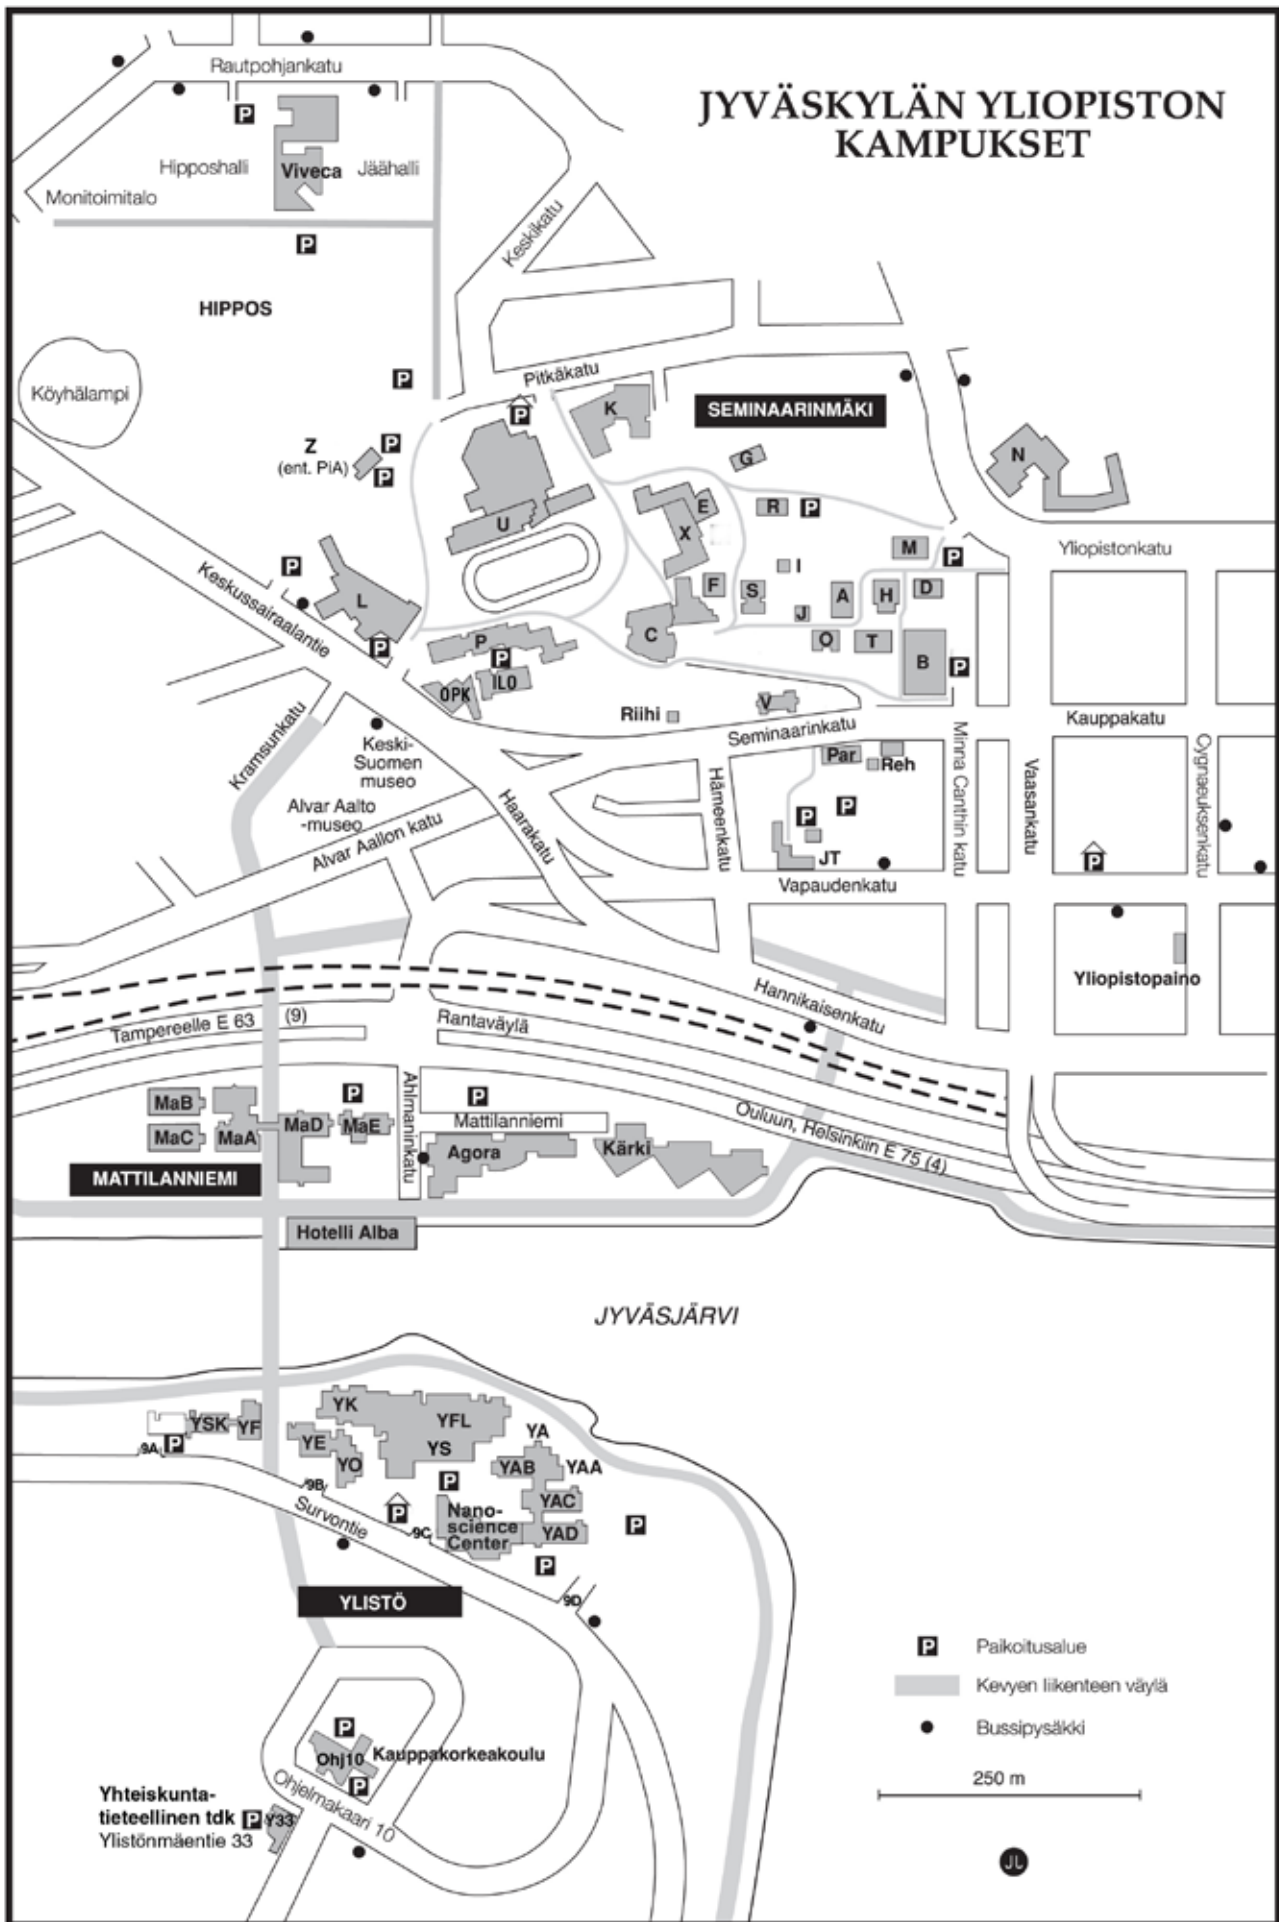 JYVÄSKYLÄN YLIOPISTON
KAMPUKSET
Rautpohjankatu
P
Hipposhalli
Viveca
Jäähalli
Monitoimitalo
P
Keskikatu
HIPPOS
Köyhälampi
P
Pitkäkatu
P
K
SEMINAARINMÄKI
Z
(ent. PiA)
P
P
G
N
U
E
X
R
P
M
P
Yliopistonkatu
Keskussairaalantie
P
L
P
I
F
S
A
H
D
J
C
O
T
B
P
P
P
ILO
OPK
Riihi
V
Seminaarinkatu
Kauppakatu
Kramsunkatu
Keski-
Suomen
museo
Alvar Aalto
-museo
Alvar Aallon katu
Haarakatu
Hämeenkatu
Par
Reh
P
P
JT
Vapaudenkatu
Minna Canthin katu
Vaasankatu
Cygnaeuksenkatu
P
Yliopistopaino
Hannikaisenkatu
Tampereelle E 63 (9)
Rantaväylä
Ouluun, Helsinkiin E 75 (4)
MaB
MaC
MaA
MaD
P
MaE
Ahlmaninkatu
P
Mattilanniemi
Agora
Kärki
MATTILANNIEMI
Hotelli Alba
JYVÄSJÄRVI
YSK
YF
9A
P
YK
YFL
YE
YS
YO
YA
YAB
YAA
YAC
YAD
P
9B
Survontie
P
9C
Nano-
science
Center
P
P
9D
YLISTÖ
P
Paikoitusalue
Kevyen liikenteen väylä
Bussipysäkki
250 m
P
Ohj10
Kauppakorkeakoulu
P
Ohjelmakaari 10
Yhteiskunta-
tieteellinen tdk
P
Y33
Ylistönmäentie 33
JL